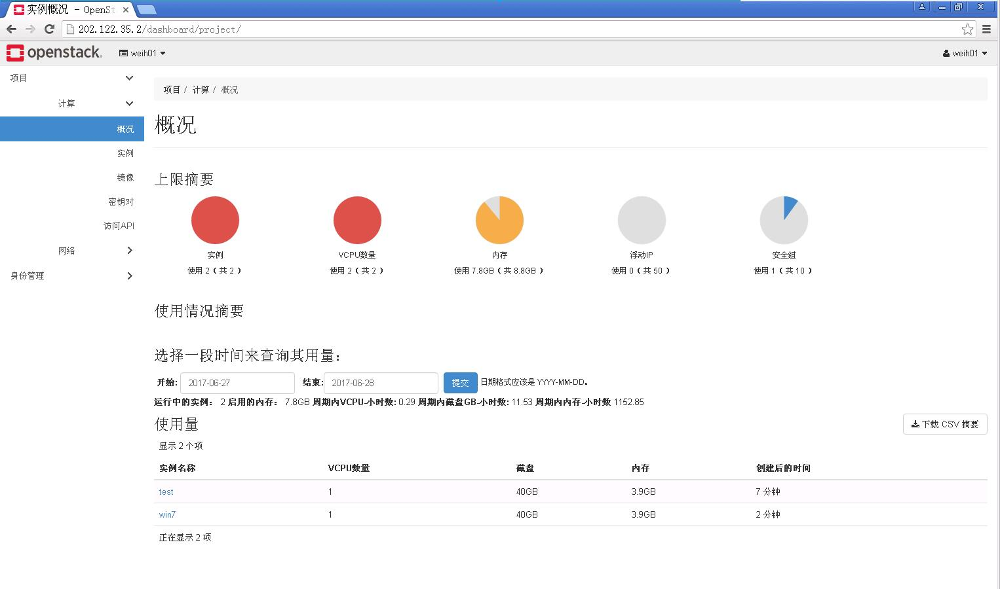 实例概况 - OpenSt
202.122.35.2/dashboard/project/
openstack. weih01 weih01
项目
计算
概况
实例
镜像
密钥对
访问API
网络
身份管理
项目 / 计算 / 概况
概况
上限摘要
实例 VCPU数量 内存 浮动IP 安全组
使用 2 ( 共 2 ) 使用 2 ( 共 2 ) 使用 7.8GB ( 共 8.8GB ) 使用 0 ( 共 50 ) 使用 1 ( 共 10 )
使用情况摘要
选择一段时间来查询其用量：
开始: 2017-06-27 结束: 2017-06-28 提交 日期格式应该是 YYYY-MM-DD。
运行中的实例： 2 启用的内存： 7.8GB 周期内VCPU-小时数: 0.29 周期内磁盘GB-小时数: 11.53 周期内内存-小时数 1152.85
使用量 下载 CSV 摘要
显示 2 个项
实例名称 VCPU数量 磁盘 内存 创建后的时间
test 1 40GB 3.9GB 7 分钟
win7 1 40GB 3.9GB 2 分钟
正在显示 2 项